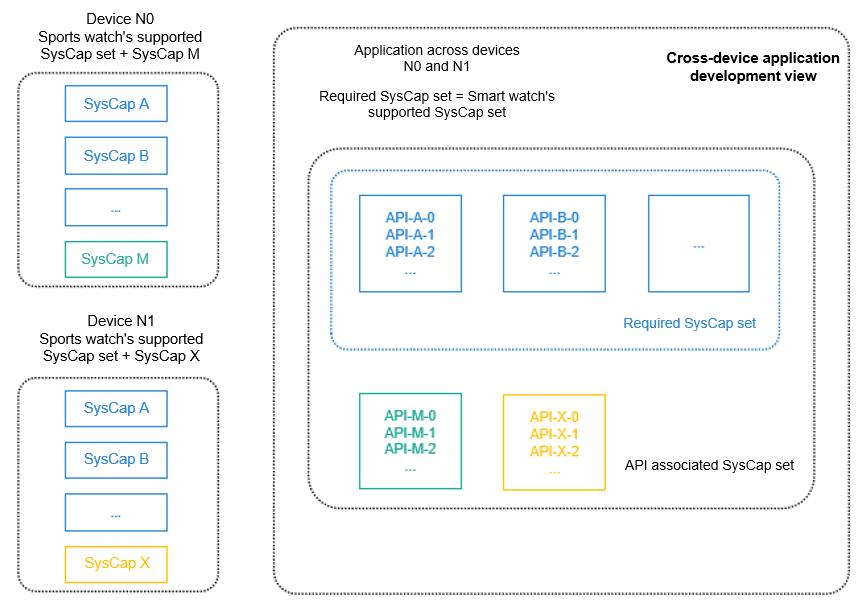 Device N0
Sports watch's supported
SysCap set + SysCap M
SysCap A
SysCap B
...
SysCap M
Device N1
Sports watch's supported
SysCap set + SysCap X
SysCap A
SysCap B
...
SysCap X
Application across devices
N0 and N1
Cross-device application
development view
Required SysCap set = Smart watch's
supported SysCap set
API-A-0
API-A-1
API-A-2
...
API-B-0
API-B-1
API-B-2
...
...
Required SysCap set
API-M-0
API-M-1
API-M-2
...
API-X-0
API-X-1
API-X-2
...
API associated SysCap set